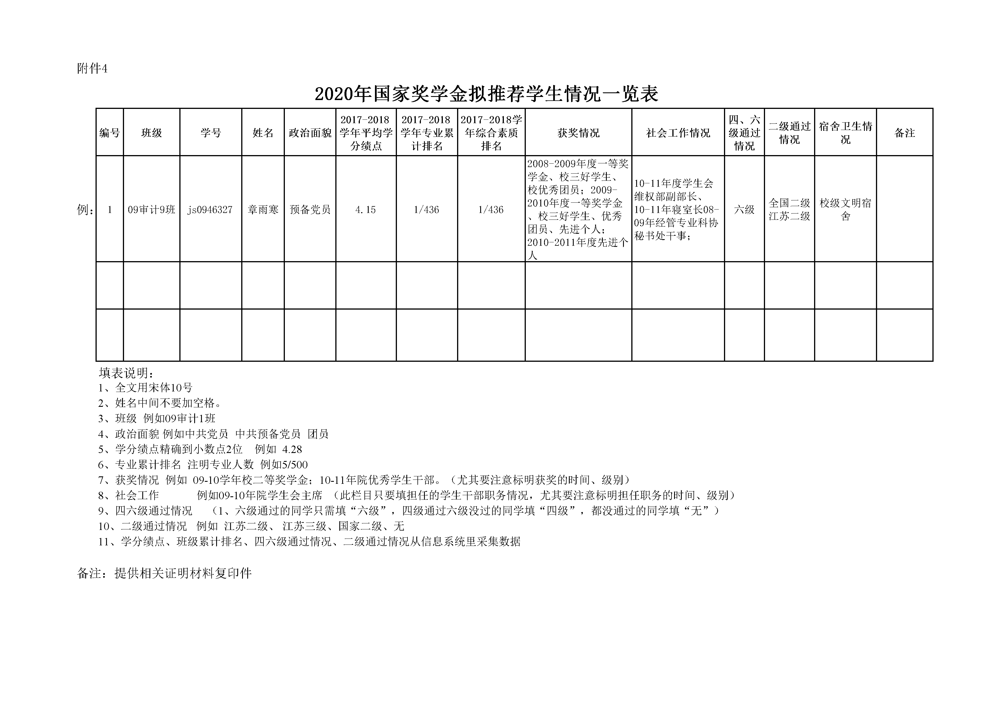 附件4
2020年国家奖学金拟推荐学生情况一览表
编号
班级
学号
姓名
政治面貌
2017-2018
学年平均学
分绩点
2017-2018
学年专业累
计排名
2017-2018学
年综合素质
排名
获奖情况
社会工作情况
四、六
级通过
情况
二级通过
情况
宿舍卫生情
况
备注
例：
1
09审计9班
js0946327
章雨寒
预备党员
4.15
1/436
1/436
2008-2009年度一等奖
学金、校三好学生、
校优秀团员；2009-
2010年度一等奖学金
、校三好学生、优秀
团员、先进个人；
2010-2011年度先进个
人
10-11年度学生会
维权部副部长、
10-11年寝室长08-
09年经管专业科协
秘书处干事；
六级
全国二级
江苏二级
校级文明宿
舍
填表说明：
1、全文用宋体10号
2、姓名中间不要加空格。
3、班级 例如09审计1班
4、政治面貌 例如中共党员 中共预备党员 团员
5、学分绩点精确到小数点2位 例如 4.28
6、专业累计排名 注明专业人数 例如5/500
7、获奖情况 例如 09-10学年校二等奖学金；10-11年院优秀学生干部。（尤其要注意标明获奖的时间、级别）
8、社会工作 例如09-10年院学生会主席 （此栏目只要填担任的学生干部职务情况，尤其要注意标明担任职务的时间、级别）
9、四六级通过情况 （1、六级通过的同学只需填“六级”，四级通过六级没过的同学填“四级”，都没通过的同学填“无”）
10、二级通过情况 例如 江苏二级、 江苏三级、国家二级、无
11、学分绩点、班级累计排名、四六级通过情况、二级通过情况从信息系统里采集数据
备注：提供相关证明材料复印件